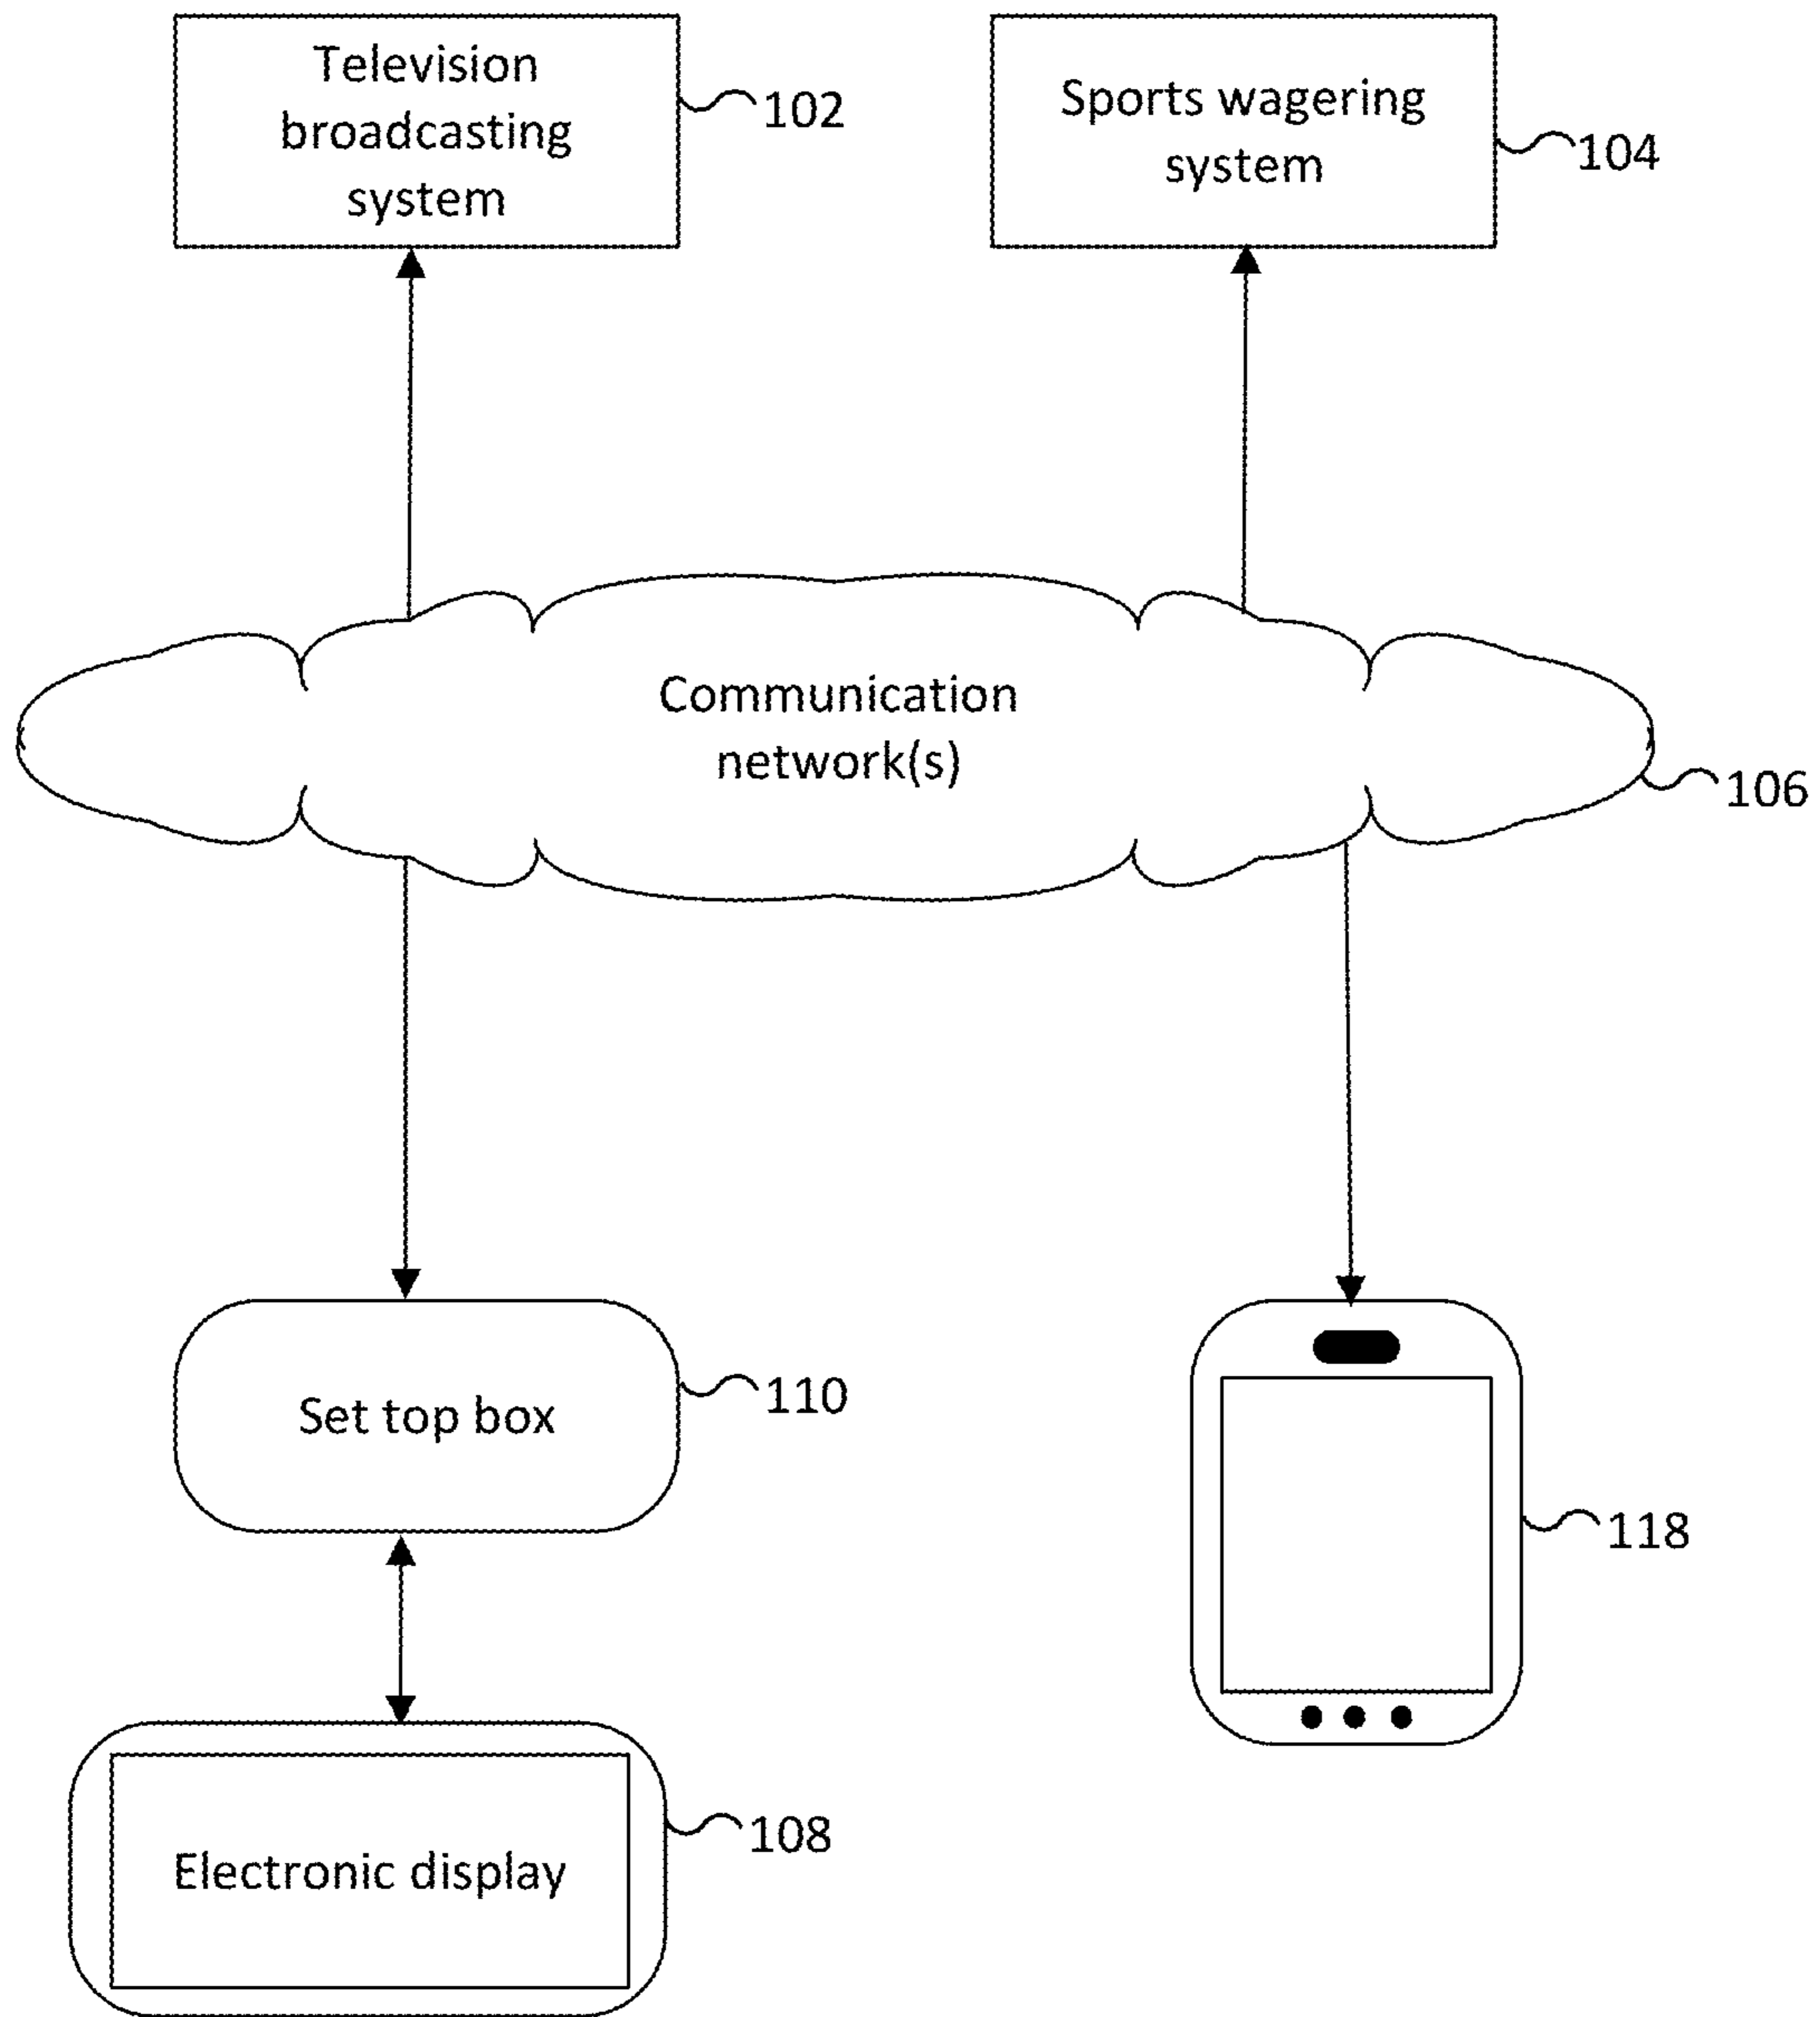 Television
broadcasting
system
102
Sports wagering
system
104
Communication
network(s)
106
Set top box
110
118
Electronic display
108